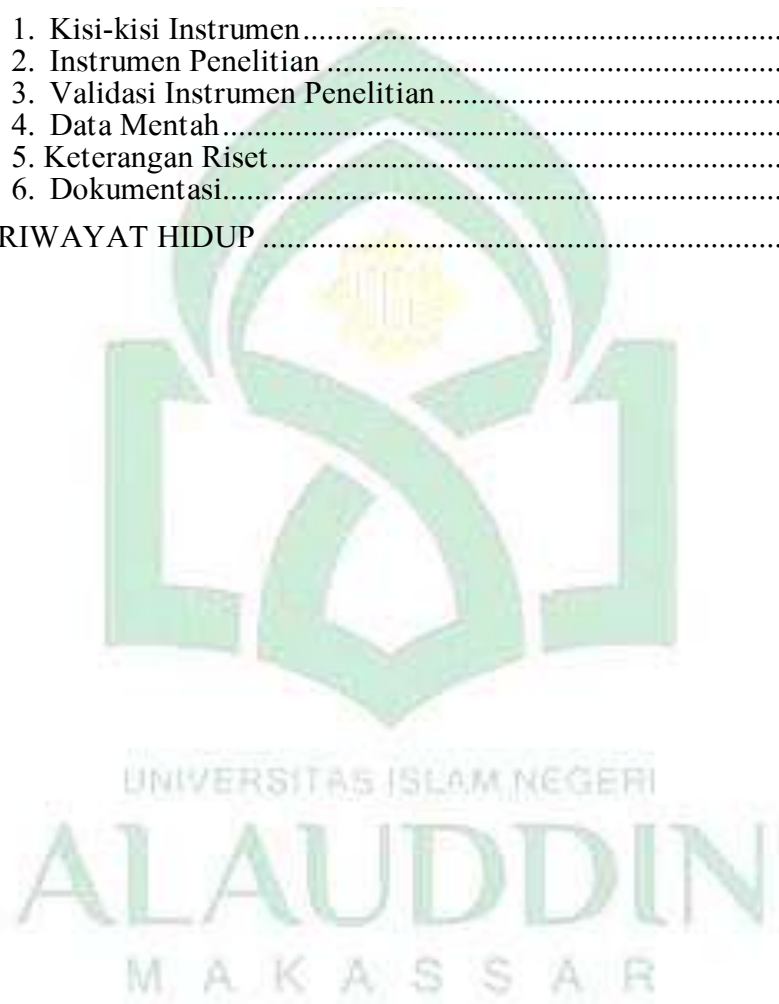 1. Kisi-kisi Instrumen................................................................
2. Instrumen Penelitian .............................................................
3. Validasi Instrumen Penelitian..............................................
4. Data Mentah...........................................................................
5. Keterangan Riset....................................................................
6. Dokumentasi...........................................................................
RIWAYAT HIDUP .....................................................................
UNIVERSITAS ISLAM NEGERI
ALAUDDIN
MAKASSAR